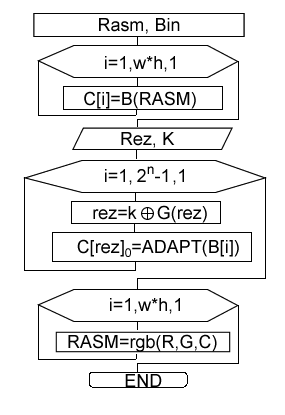 Rasm, Bin
i=1,w*h,1
C[i]=B(RASM)
Rez, K
i=1, 2ⁿ-1,1
rez=k⊕G(rez)
C[rez]₀=ADAPT(B[i])
i=1,w*h,1
RASM=rgb(R,G,C)
END